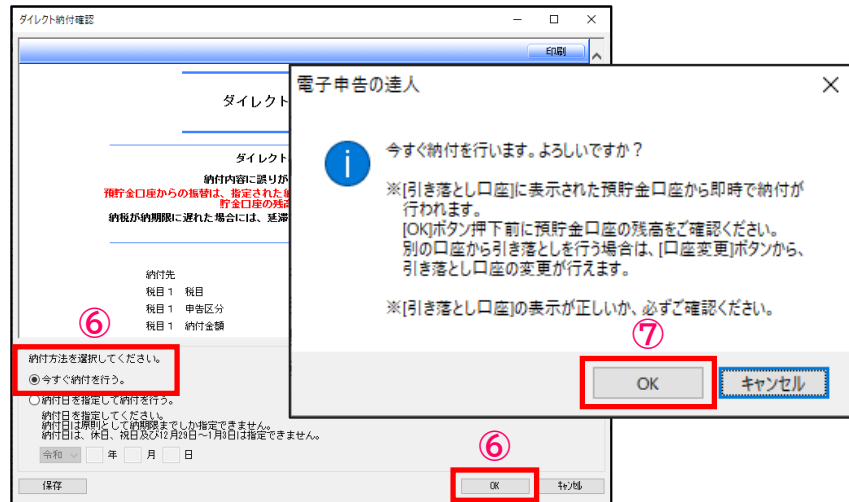 ダイレクト納付確認
印刷
ダイレクト
ダイレクト
納付内容に誤りが
預貯金口座からの振替は、指定された
貯金口座の残
納税が納期限に遅れた場合には、延滞
納付先
税目1 税目
税目1 申告区分
税目1 納付金額
⑥
納付方法を選択してください。
今すぐ納付を行う。
納付日を指定して納付を行う。
納付日を指定してください。
納付日は原則として納期限までしか指定できません。
納付日は、休日、祝日及び12月29日～1月3日は指定できません。
令和 年 月 日
⑥
保存
OK
キャンセル
電子申告の達人
今すぐ納付を行います。よろしいですか？
※[引き落とし口座]に表示された預貯金口座から即時で納付が
行われます。
[OK]ボタン押下前に預貯金口座の残高をご確認ください。
別の口座から引き落としを行う場合は、[口座変更]ボタンから、
引き落とし口座の変更が行えます。
※[引き落とし口座]の表示が正しいか、必ずご確認ください。
⑦
OK
キャンセル